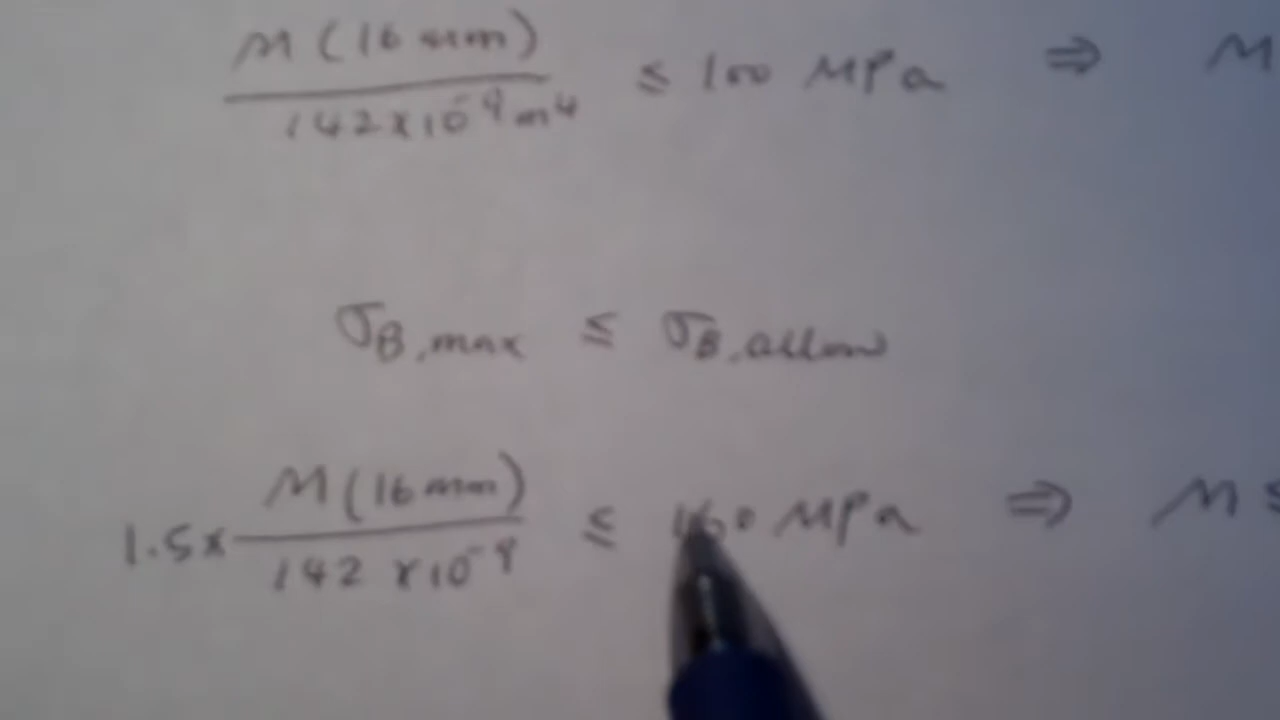 M (16 mm) / 142x10⁻⁹ m⁴ ≤ 100 MPa ⇒ M
σB,max ≤ σB,allow
1.5x M (16 mm) / 142 x10⁻⁹ ≤ 160 MPa ⇒ M ≤